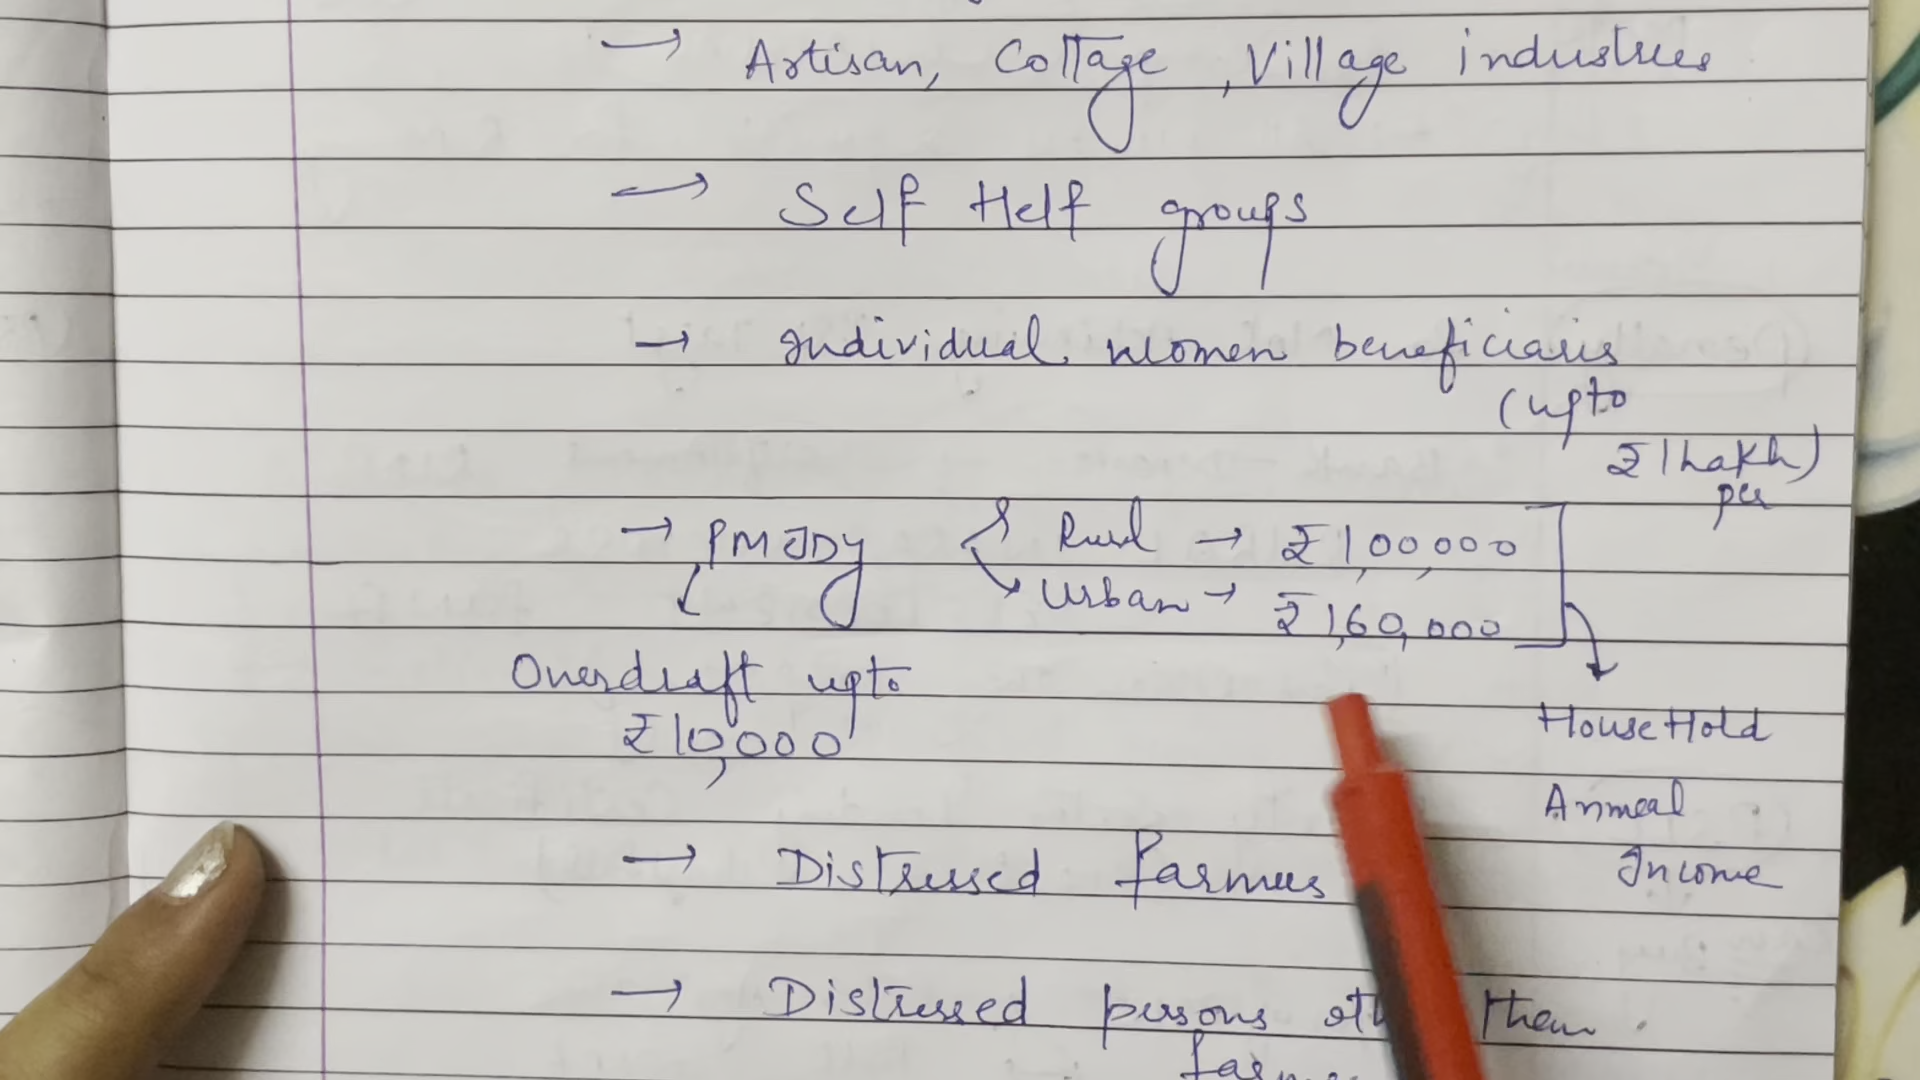 → Artisan, Cottage, Village industries
→ Self Help groups
→ Individual women beneficiaries
(upto
₹ 1 Lakh)
per
→ PMJDY { Rural → ₹ 1,00,000
→ Urban → ₹ 1,60,000
Overdraft upto
₹ 10,000
HouseHold
Annual
Income
→ Distressed farmers
→ Distressed persons than